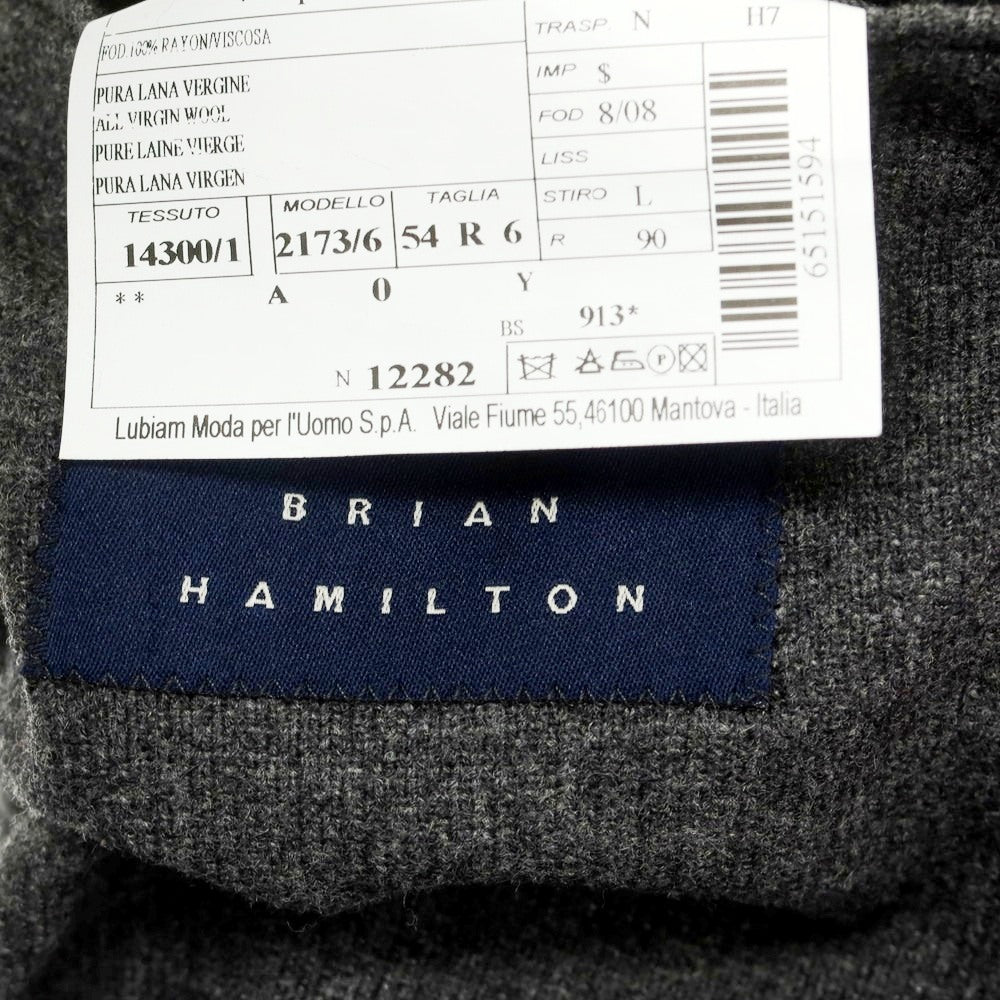 FOD.100% RAYON/VISCOSA
PURA LANA VERGINE
ALL VIRGIN WOOL
PURE LAINE VIERGE
PURA LANA VIRGEN
TESSUTO
14300/1
MODELLO
2173/6
TAGLIA
54 R 6
TRASP. N H7
IMP $
FOD 8/08
LISS
STIRO L
R 90
65151594
** A 0 Y
BS 913*
N 12282
P
Lubiam Moda per l'Uomo S.p.A. Viale Fiume 55,46100 Mantova - Italia
BRIAN
HAMILTON